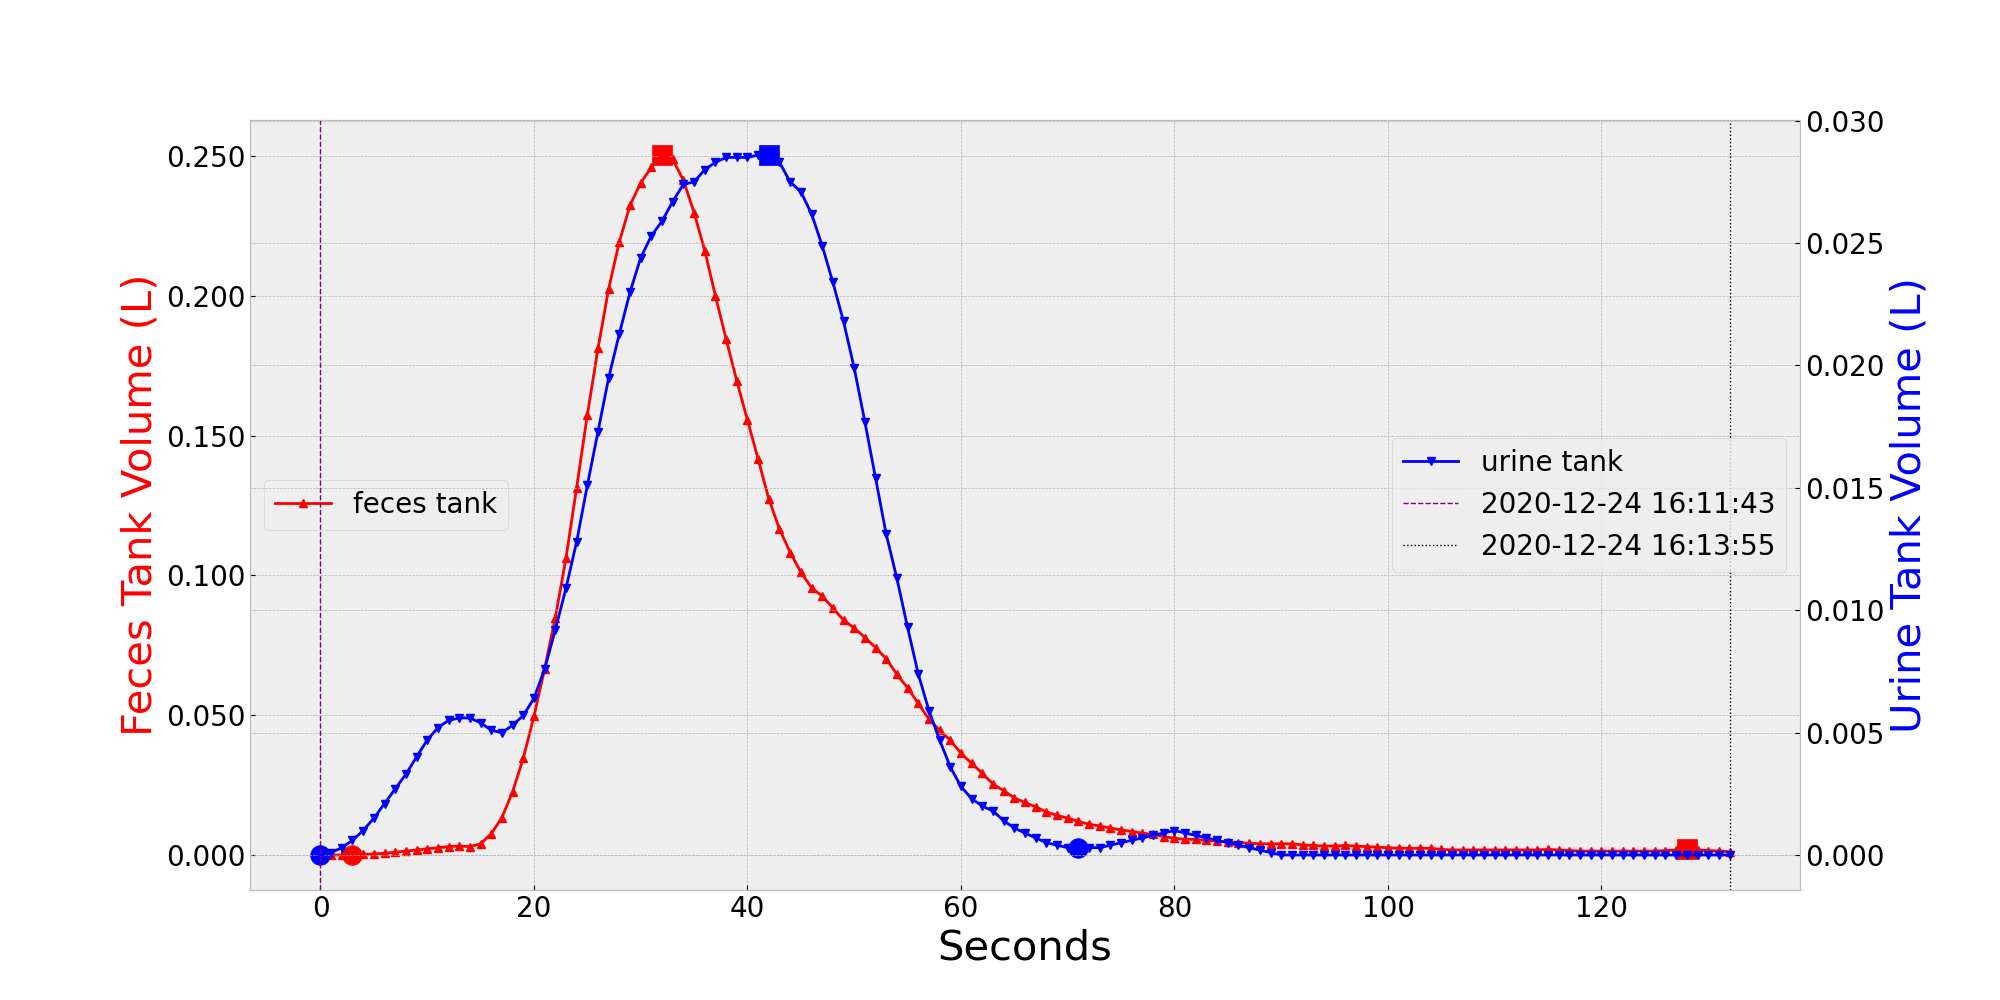 0.250
0.200
0.150
0.100
0.050
0.000
Feces Tank Volume (L)
0.030
0.025
0.020
0.015
0.010
0.005
0.000
Urine Tank Volume (L)
feces tank
urine tank
2020-12-24 16:11:43
2020-12-24 16:13:55
0 20 40 60 80 100 120
Seconds